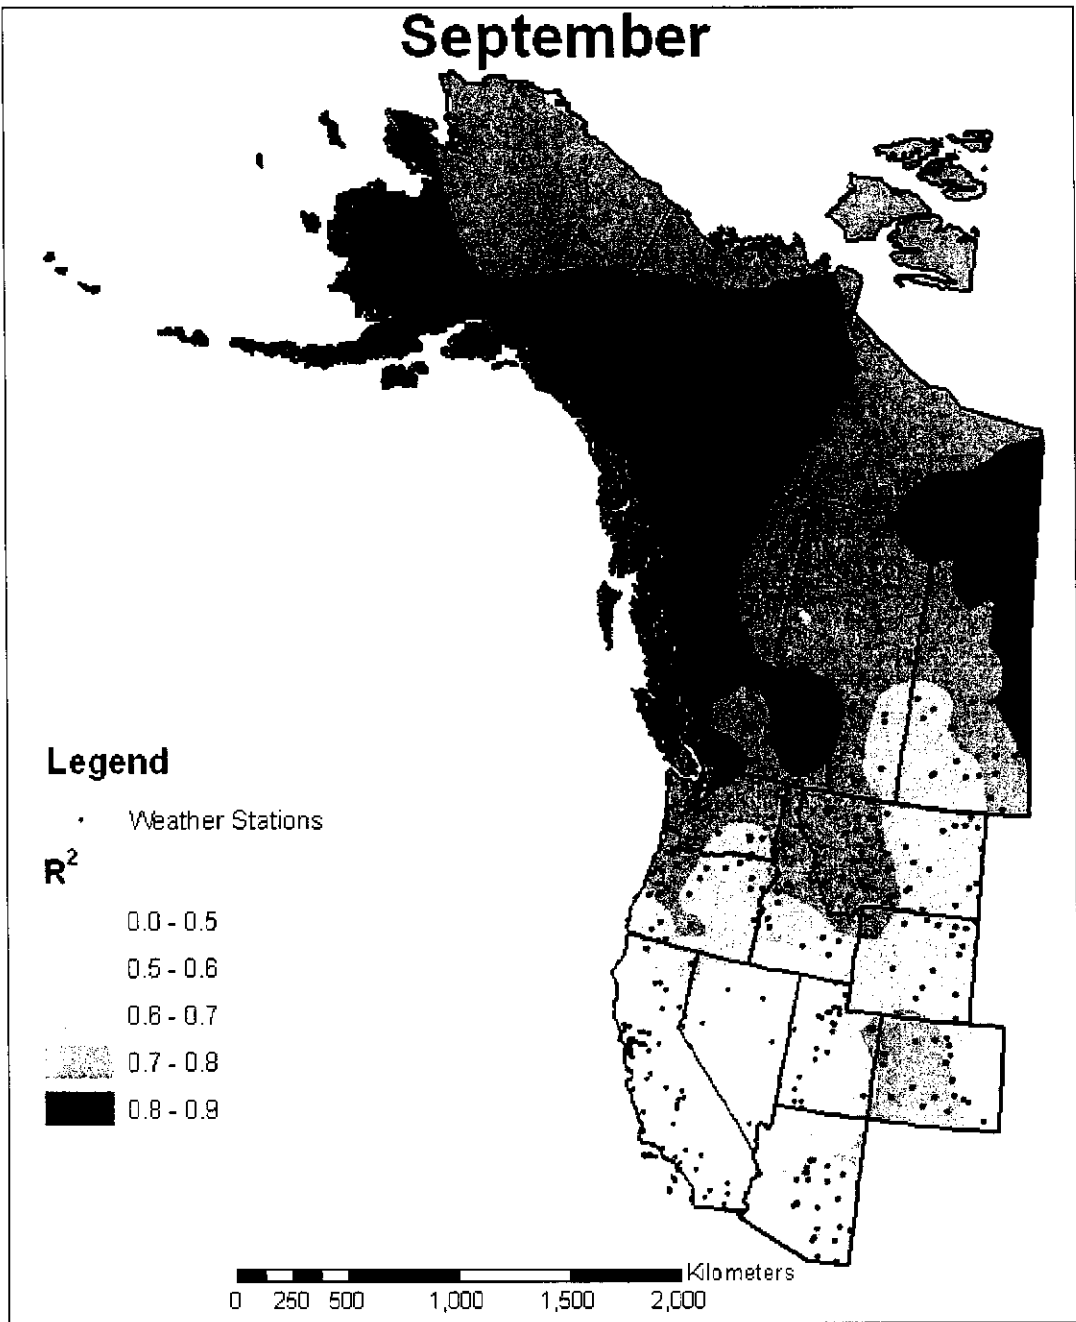 September
Legend
Weather Stations
R²
0.0 - 0.5
0.5 - 0.6
0.6 - 0.7
0.7 - 0.8
0.8 - 0.9
Kilometers
0 250 500 1,000 1,500 2,000